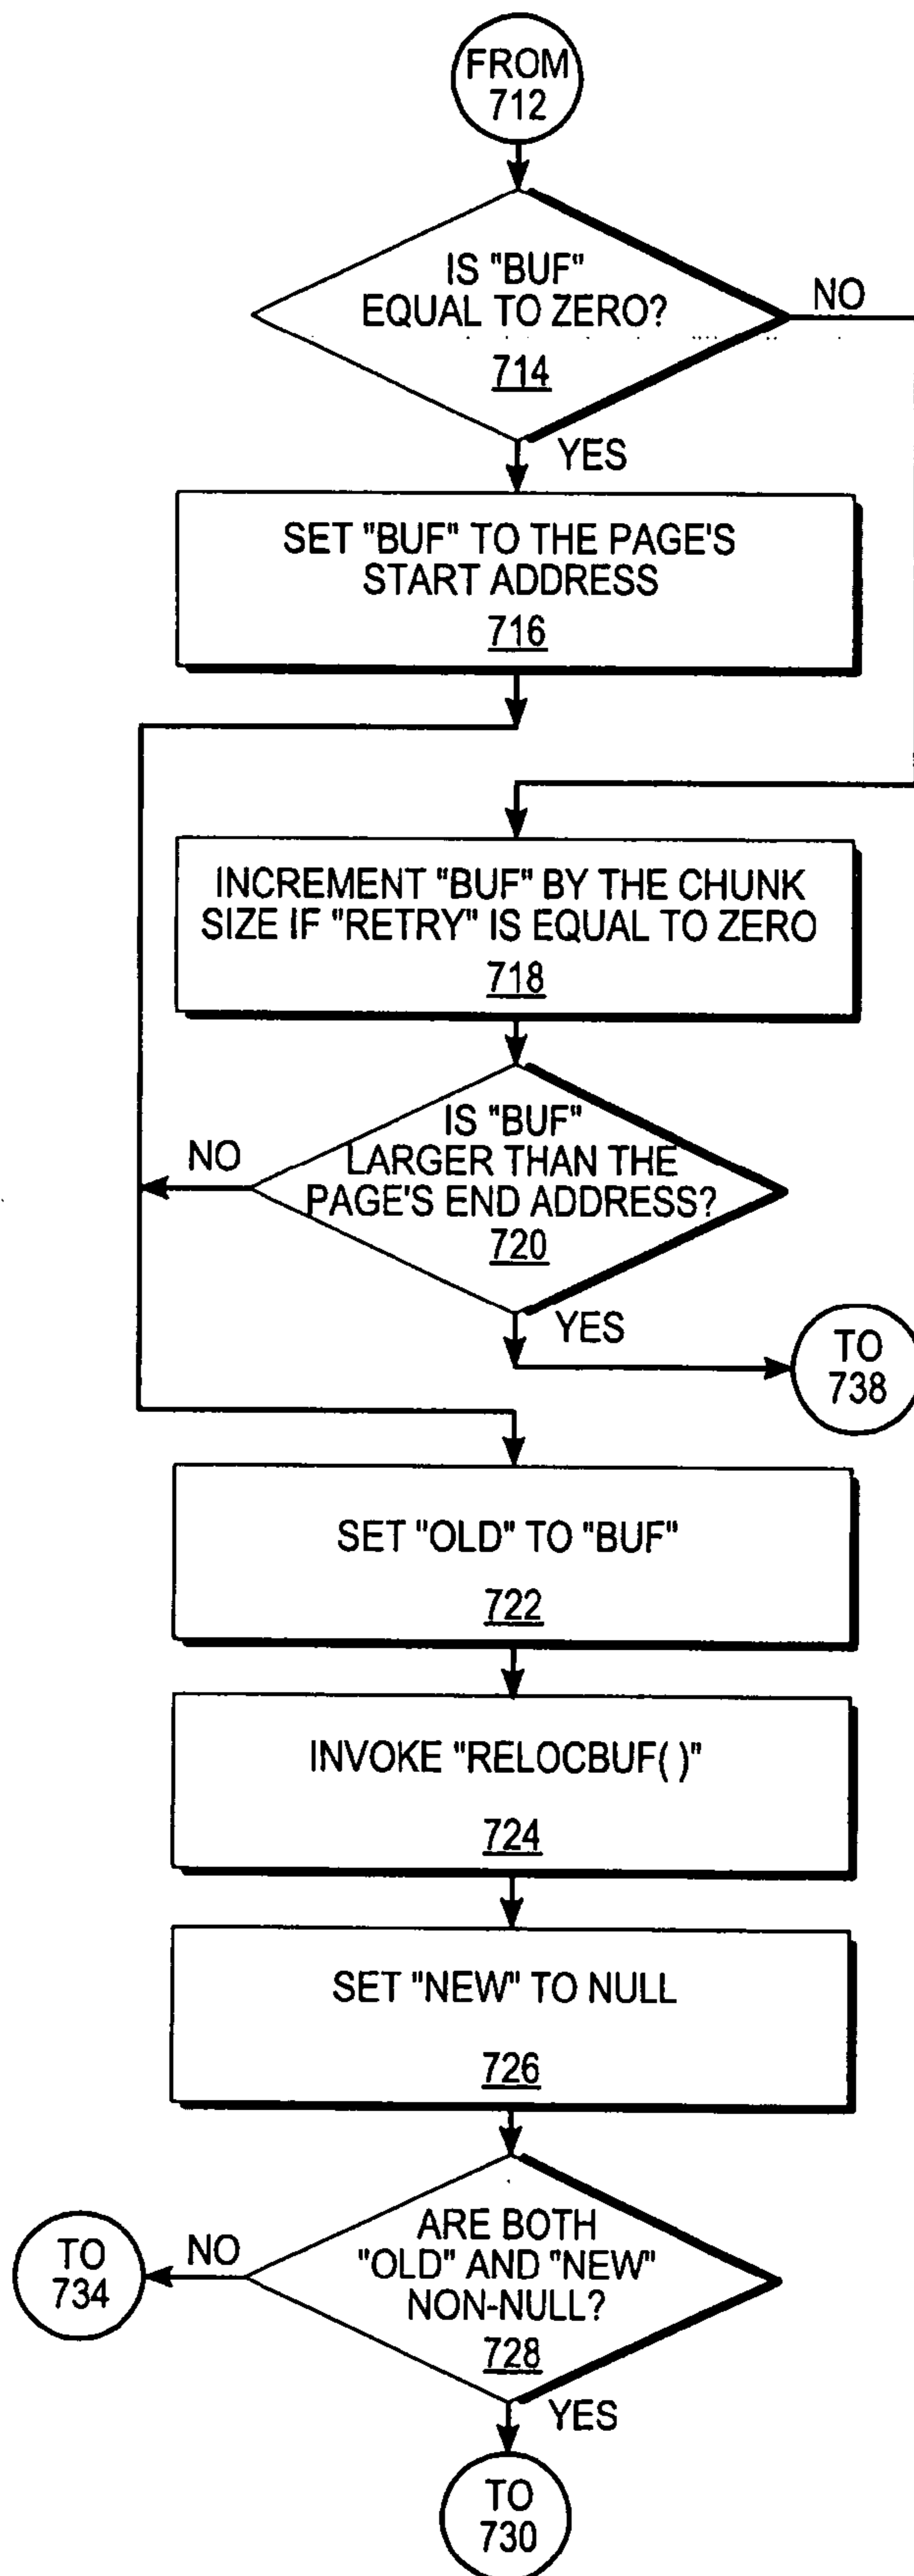 FROM
712
IS "BUF"
EQUAL TO ZERO?
714
NO
YES
SET "BUF" TO THE PAGE'S
START ADDRESS
716
INCREMENT "BUF" BY THE CHUNK
SIZE IF "RETRY" IS EQUAL TO ZERO
718
IS "BUF"
LARGER THAN THE
PAGE'S END ADDRESS?
720
NO
YES
TO
738
SET "OLD" TO "BUF"
722
INVOKE "RELOCBUF( )"
724
SET "NEW" TO NULL
726
ARE BOTH
"OLD" AND "NEW"
NON-NULL?
728
NO
TO
734
YES
TO
730